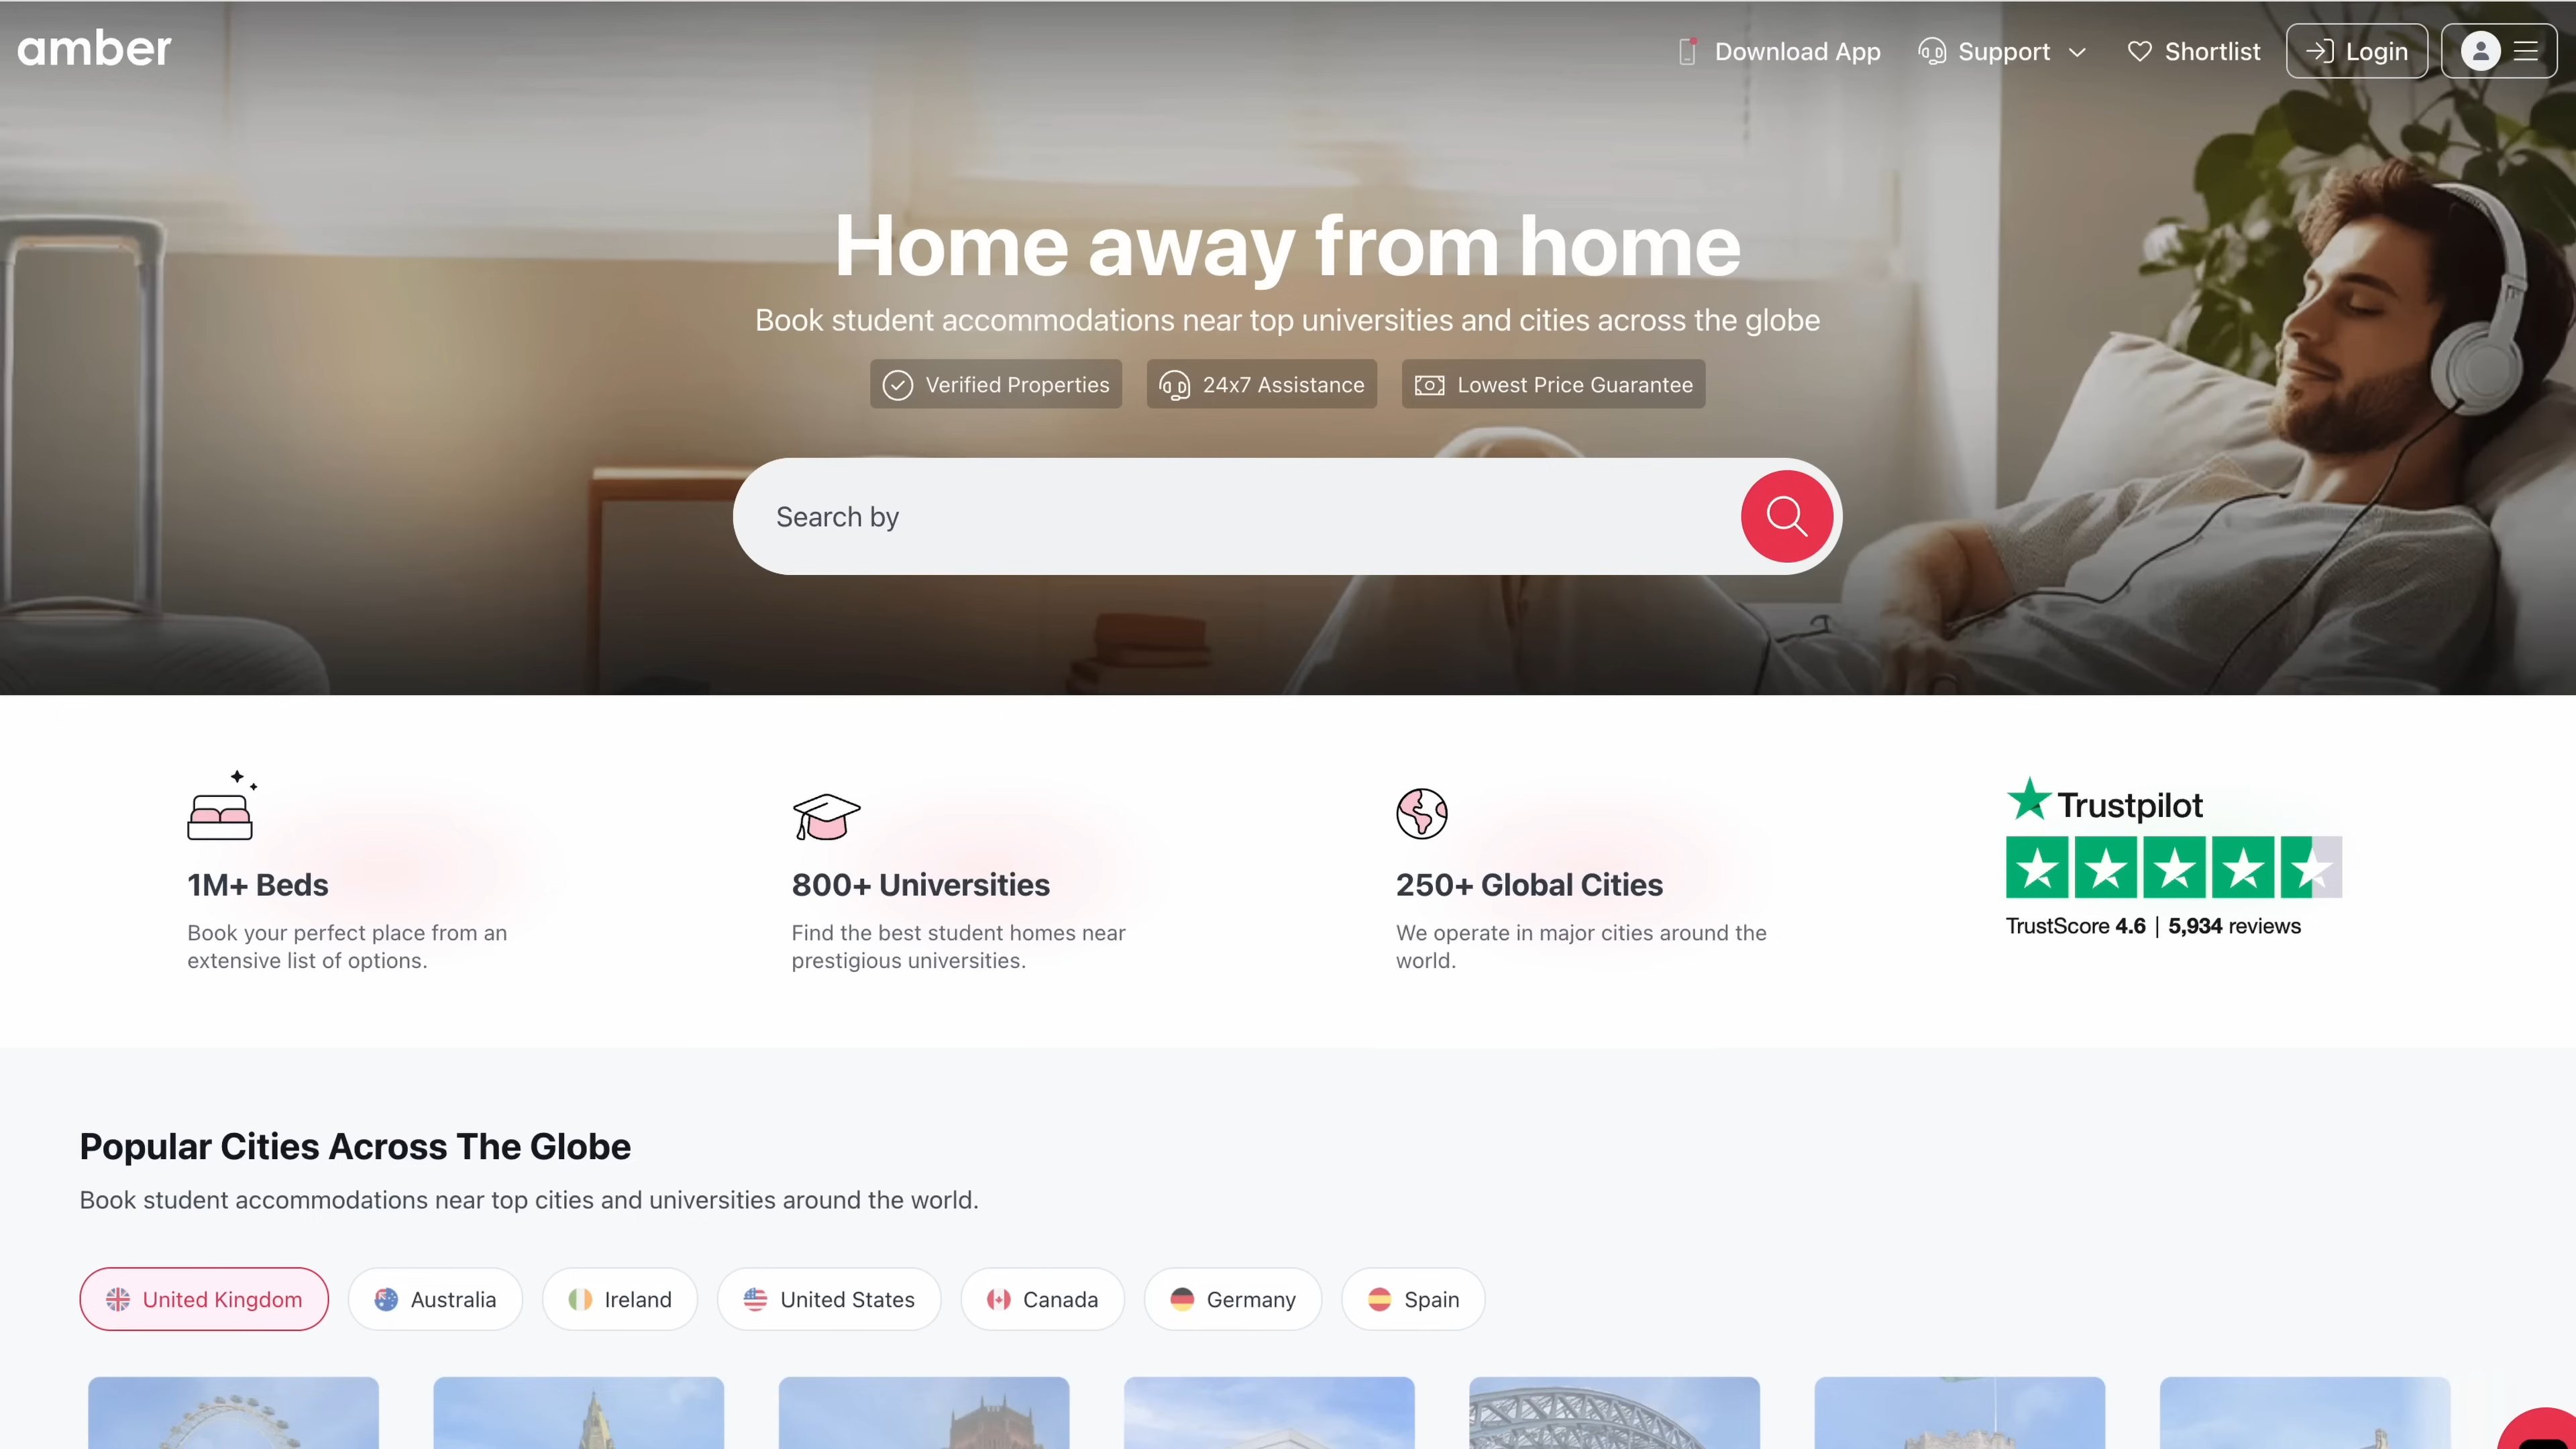 amber
Download App
Support
Shortlist
Login
Home away from home
Book student accommodations near top universities and cities across the globe
Verified Properties
24x7 Assistance
Lowest Price Guarantee
Search by
1M+ Beds
Book your perfect place from an
extensive list of options.
800+ Universities
Find the best student homes near
prestigious universities.
250+ Global Cities
We operate in major cities around the
world.
Trustpilot
TrustScore 4.6 | 5,934 reviews
Popular Cities Across The Globe
Book student accommodations near top cities and universities around the world.
United Kingdom
Australia
Ireland
United States
Canada
Germany
Spain